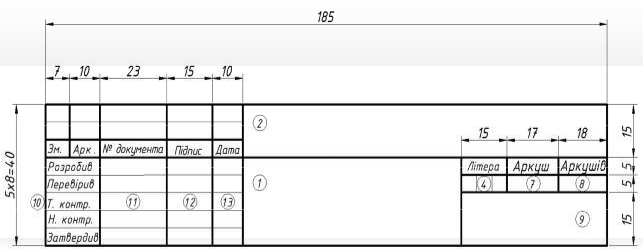 185
7 10 23 15 10
2
15 17 18
15
Зм. Арк. № документа Підпис Дата
Розробив 1 Літера Аркуш Аркушів 5
Перевірив 4 7 8 5
5x8=40
10 Т. контр. 11 12 13
9 15
Н. контр.
Затвердив